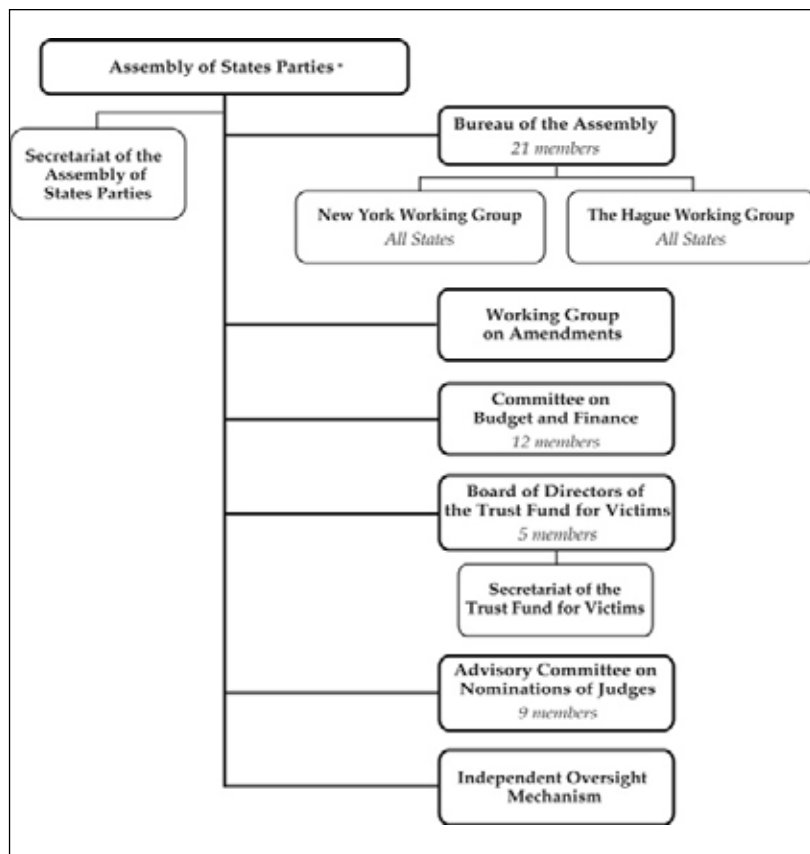 Assembly of States Parties *
Secretariat of the
Assembly of
States Parties
Bureau of the Assembly
21 members
New York Working Group
All States
The Hague Working Group
All States
Working Group
on Amendments
Committee on
Budget and Finance
12 members
Board of Directors of
the Trust Fund for Victims
5 members
Secretariat of the
Trust Fund for Victims
Advisory Committee on
Nominations of Judges
9 members
Independent Oversight
Mechanism